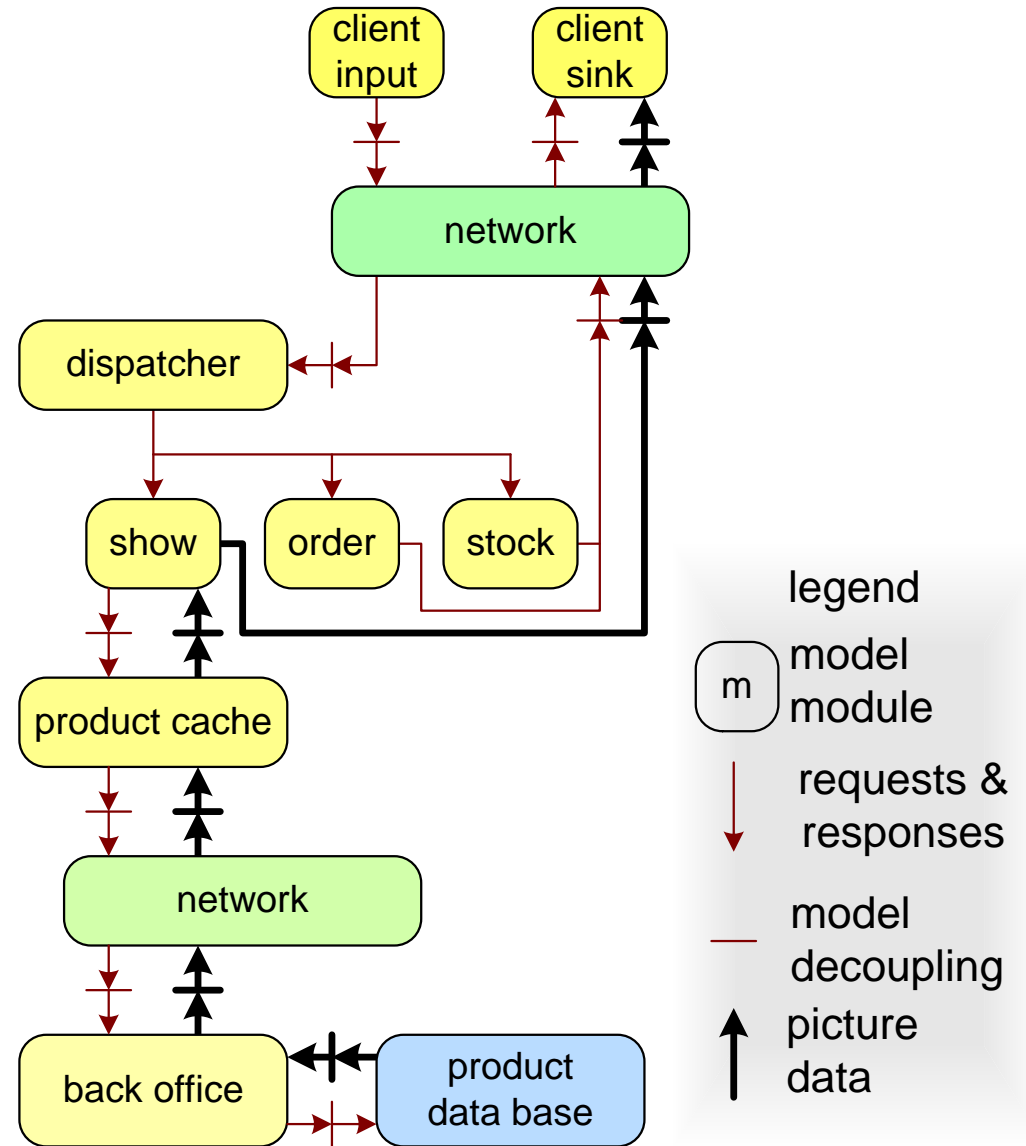 client
input
client
sink
network
dispatcher
show
order
stock
product cache
network
back office
product
data base
legend
m
model
module
requests &
responses
model
decoupling
picture
data